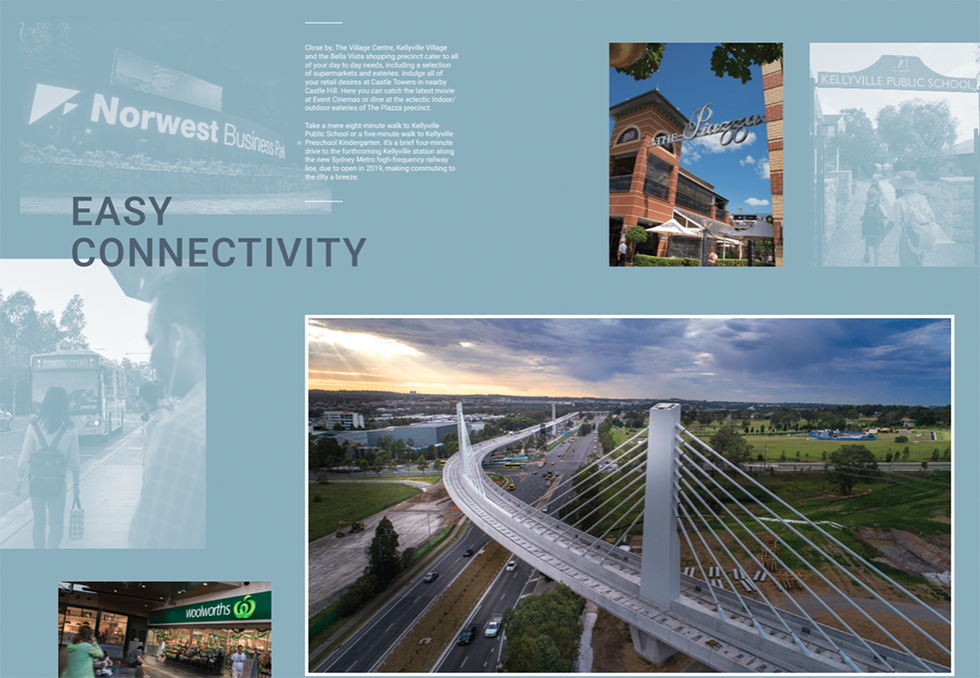 Norwest Business Park
Close by, The Village Centre, Kellyville Village
and the Bella Vista shopping precinct cater to all
of your day to day needs, including a selection
of supermarkets and eateries. Indulge all of
your retail desires at Castle Towers in nearby
Castle Hill. Here you can catch the latest movie
at Event Cinemas or dine at the eclectic indoor/
outdoor eateries of The Piazza precinct.
Take a mere eight-minute walk to Kellyville
Public School or a five-minute walk to Kellyville
Preschool Kindergarten. It's a brief four-minute
drive to the forthcoming Kellyville station along
the new Sydney Metro high-frequency railway
line, due to open in 2019, making commuting to
the city a breeze.
EASY
CONNECTIVITY
THE Piazza
KELLYVILLE PUBLIC SCHOOL
woolworths